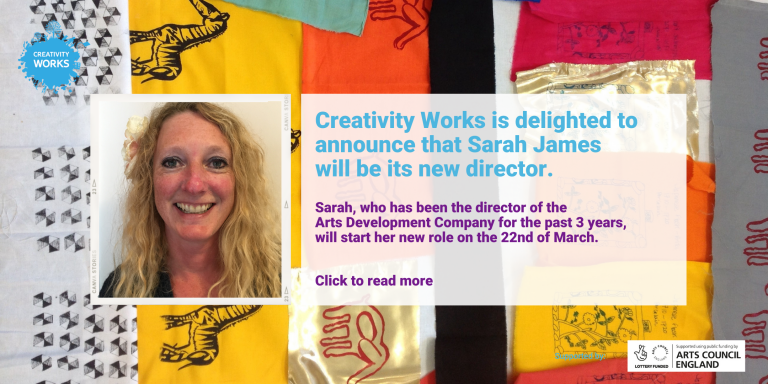 CREATIVITY
WORKS
Creativity Works is delighted to
announce that Sarah James
will be its new director.
Sarah, who has been the director of the
Arts Development Company for the past 3 years,
will start her new role on the 22nd of March.
Click to read more
LOTTERY FUNDED
Supported using public funding by
ARTS COUNCIL
ENGLAND